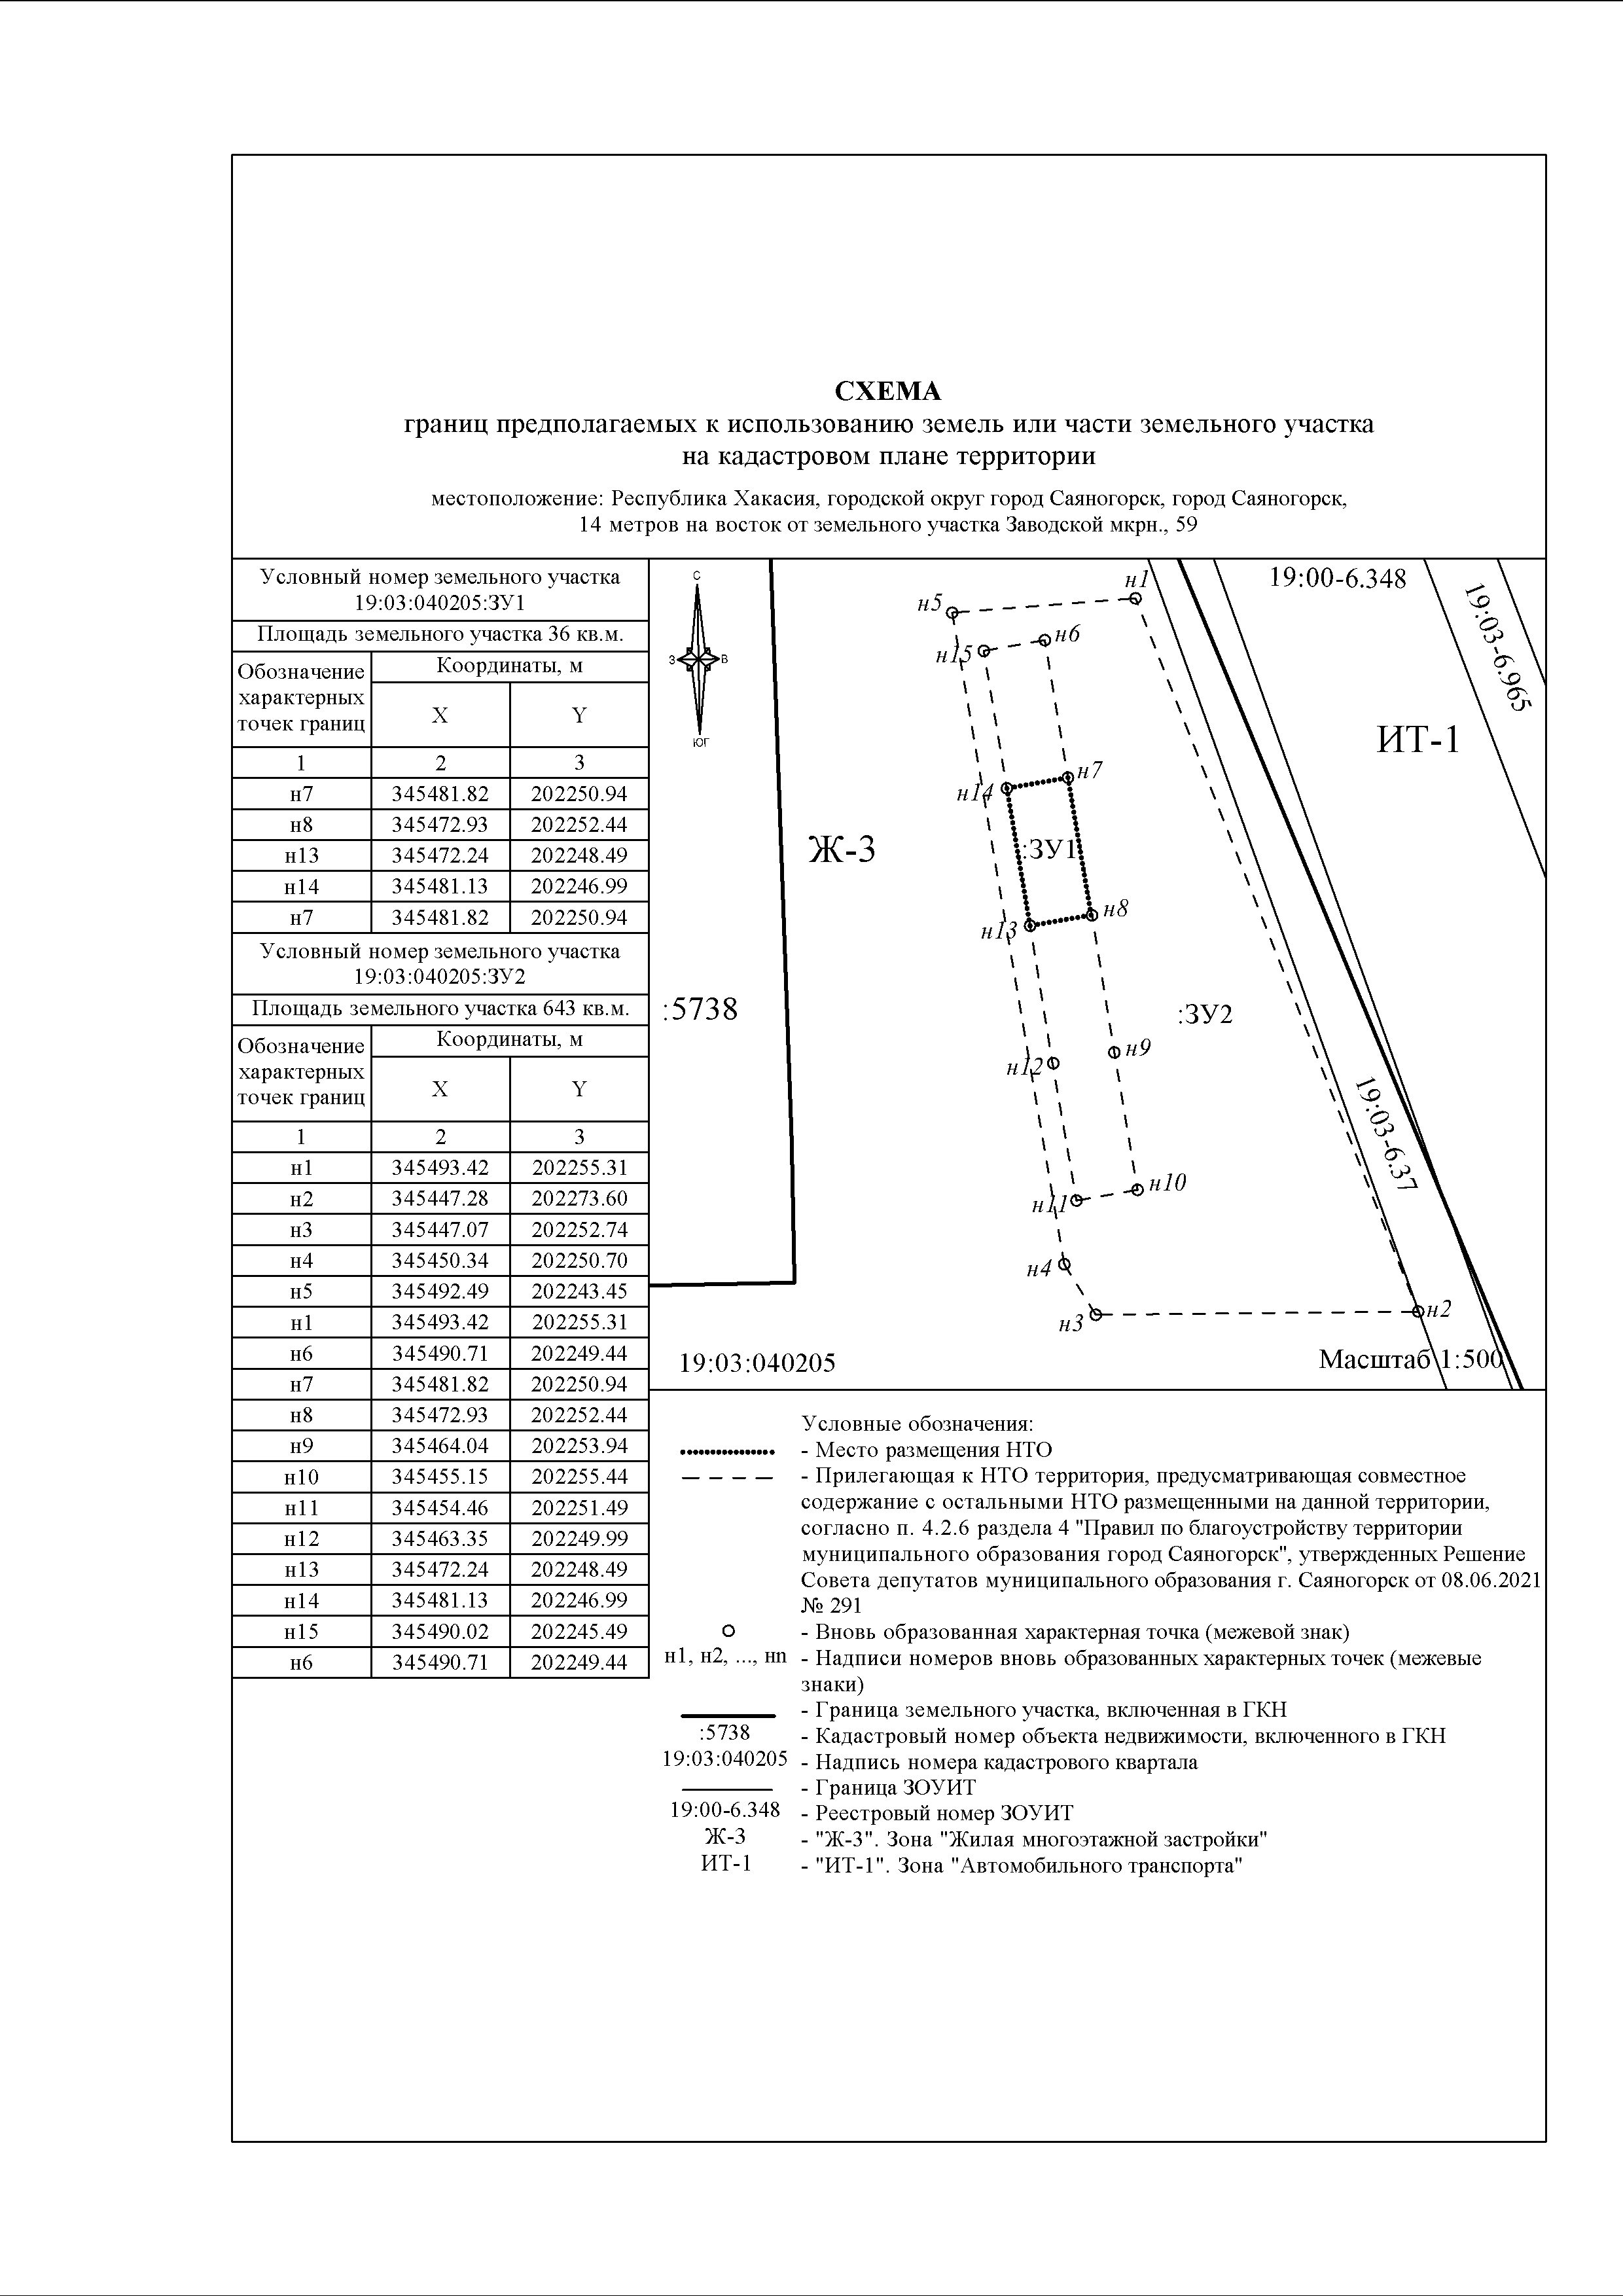 СХЕМА
границ предполагаемых к использованию земель или части земельного участка
на кадастровом плане территории
местоположение: Республика Хакасия, городской округ город Саяногорск, город Саяногорск,
14 метров на восток от земельного участка Заводской мкрн., 59
Условный номер земельного участка
19:03:040205:ЗУ1
Площадь земельного участка 36 кв.м.
Обозначение
характерных
точек границ
Координаты, м
X Y
1 2 3
н7 345481.82 202250.94
н8 345472.93 202252.44
н13 345472.24 202248.49
н14 345481.13 202246.99
н7 345481.82 202250.94
Условный номер земельного участка
19:03:040205:ЗУ2
Площадь земельного участка 643 кв.м.
Обозначение
характерных
точек границ
Координаты, м
X Y
1 2 3
н1 345493.42 202255.31
н2 345447.28 202273.60
н3 345447.07 202252.74
н4 345450.34 202250.70
н5 345492.49 202243.45
н1 345493.42 202255.31
н6 345490.71 202249.44
н7 345481.82 202250.94
н8 345472.93 202252.44
н9 345464.04 202253.94
н10 345455.15 202255.44
н11 345454.46 202251.49
н12 345463.35 202249.99
н13 345472.24 202248.49
н14 345481.13 202246.99
н15 345490.02 202245.49
н6 345490.71 202249.44
С
З
В
ЮГ
н1
19:00-6.348
н5
19:03-6.965
н6
н15
ИТ-1
н7
н14
Ж-3
:ЗУ1
н8
н13
:5738
:ЗУ2
н9
н12
19:03-6.37
н10
н11
н4
н2
н3
19:03:040205
Масштаб 1:500
Условные обозначения:
- Место размещения НТО
- Прилегающая к НТО территория, предусматривающая совместное
содержание с остальными НТО размещенными на данной территории,
согласно п. 4.2.6 раздела 4 "Правил по благоустройству территории
муниципального образования город Саяногорск", утвержденных Решение
Совета депутатов муниципального образования г. Саяногорск от 08.06.2021
№ 291
- Вновь образованная характерная точка (межевой знак)
н1, н2, ..., нn - Надписи номеров вновь образованных характерных точек (межевые
знаки)
- Граница земельного участка, включенная в ГКН
:5738 - Кадастровый номер объекта недвижимости, включенного в ГКН
19:03:040205 - Надпись номера кадастрового квартала
- Граница ЗОУИТ
19:00-6.348 - Реестровый номер ЗОУИТ
Ж-3 - "Ж-3". Зона "Жилая многоэтажной застройки"
ИТ-1 - "ИТ-1". Зона "Автомобильного транспорта"